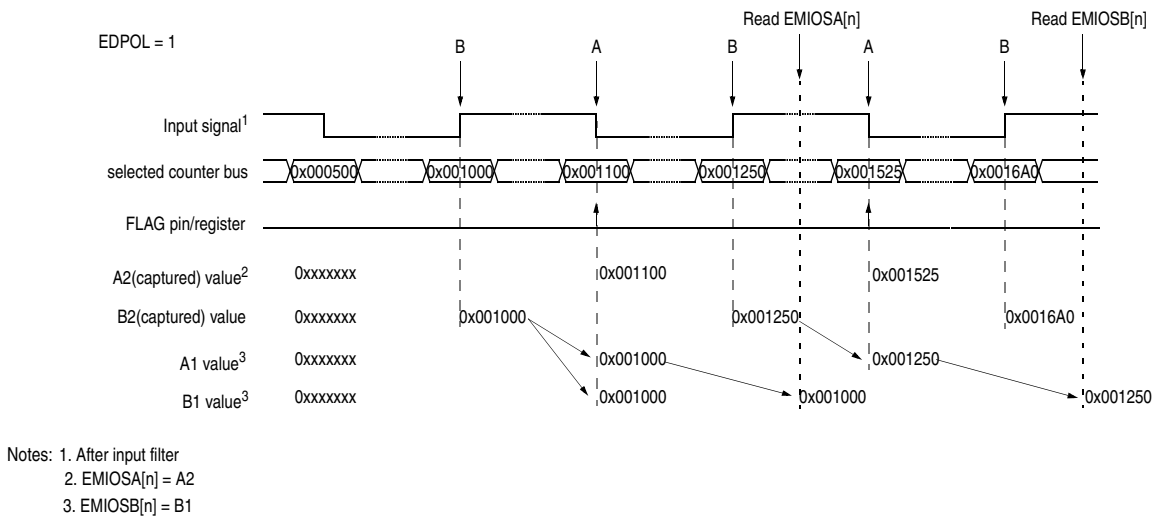 Read EMIOSA[n] Read EMIOSB[n]
EDPOL = 1
B A B A B
Input signal1
selected counter bus 0x000500 0x001000 0x001100 0x001250 0x001525 0x0016A0
FLAG pin/register
A2(captured) value2 0xxxxxxx 0x001100 0x001525
B2(captured) value 0xxxxxxx 0x001000 0x001250 0x0016A0
A1 value3 0xxxxxxx 0x001000 0x001250
B1 value3 0xxxxxxx 0x001000 0x001000 0x001250
Notes: 1. After input filter
2. EMIOSA[n] = A2
3. EMIOSB[n] = B1